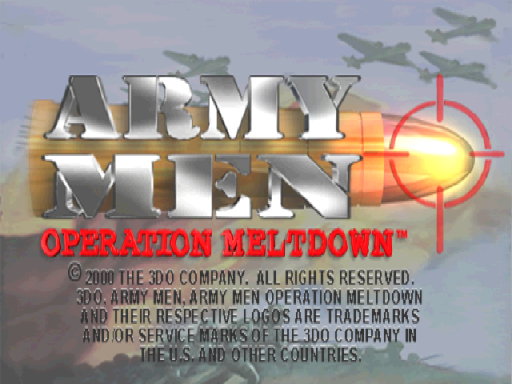 ARMY
MEN
OPERATION MELTDOWN™
© 2000 THE 3DO COMPANY. ALL RIGHTS RESERVED.
3DO, ARMY MEN, ARMY MEN OPERATION MELTDOWN
AND THEIR RESPECTIVE LOGOS ARE TRADEMARKS
AND/OR SERVICE MARKS OF THE 3DO COMPANY IN
THE U.S. AND OTHER COUNTRIES.